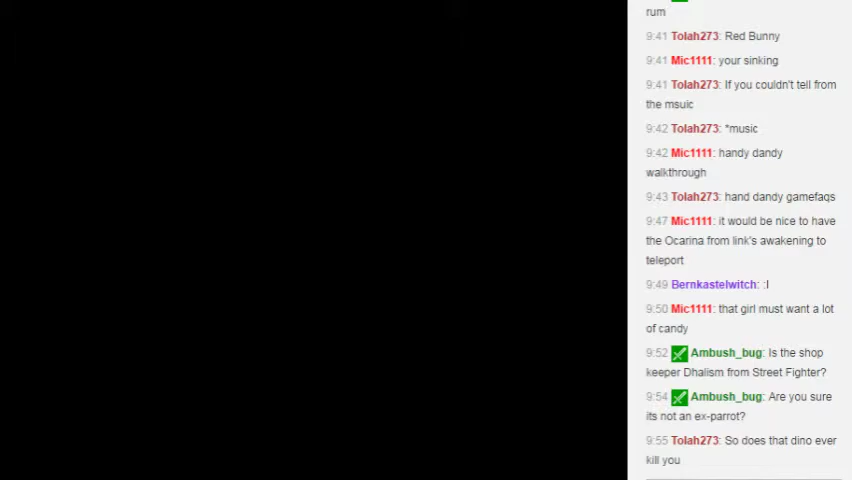 rum
9:41 Tolah273: Red Bunny
9:41 Mic1111: your sinking
9:41 Tolah273: If you couldn't tell from
the msuic
9:42 Tolah273: *music
9:42 Mic1111: handy dandy
walkthrough
9:43 Tolah273: hand dandy gamefaqs
9:47 Mic1111: it would be nice to have
the Ocarina from link's awakening to
teleport
9:49 Bernkastelwitch: :I
9:50 Mic1111: that girl must want a lot
of candy
9:52 Ambush_bug: Is the shop
keeper Dhalism from Street Fighter?
9:54 Ambush_bug: Are you sure
its not an ex-parrot?
9:55 Tolah273: So does that dino ever
kill you